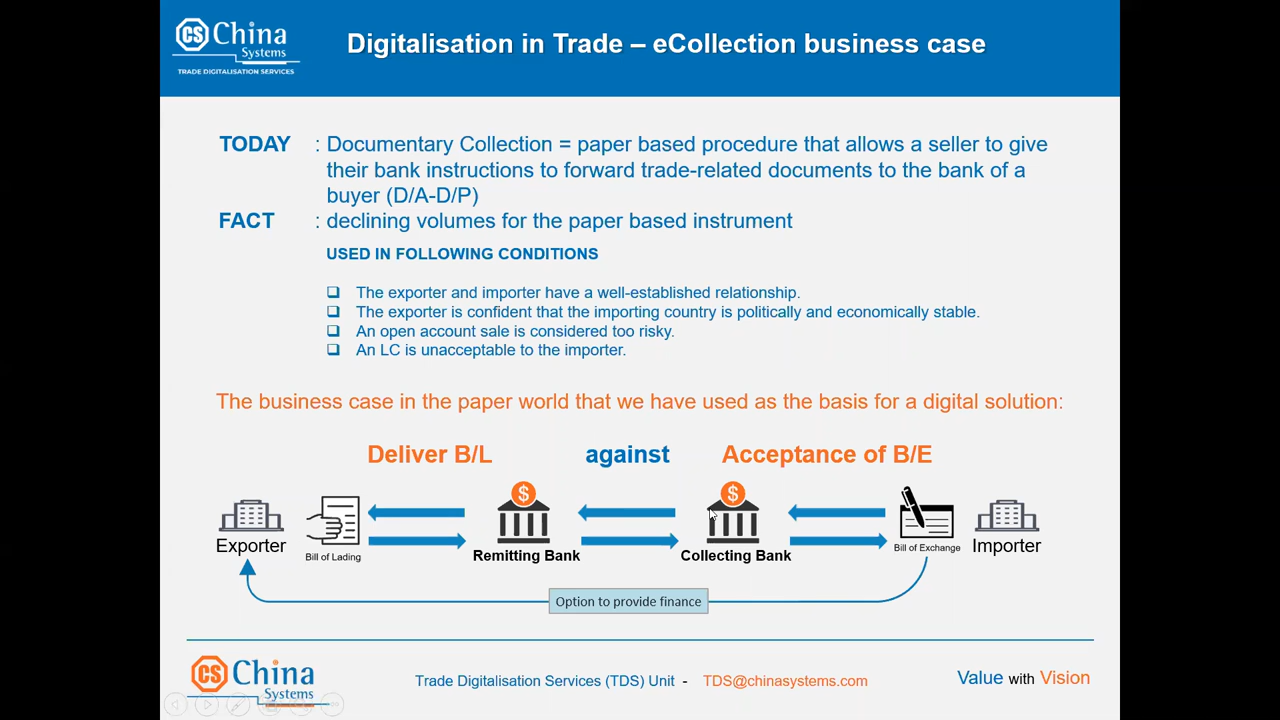 CS China
Systems
TRADE DIGITALISATION SERVICES
Digitalisation in Trade – eCollection business case
TODAY : Documentary Collection = paper based procedure that allows a seller to give
their bank instructions to forward trade-related documents to the bank of a
buyer (D/A-D/P)
FACT : declining volumes for the paper based instrument
USED IN FOLLOWING CONDITIONS
❑ The exporter and importer have a well-established relationship.
❑ The exporter is confident that the importing country is politically and economically stable.
❑ An open account sale is considered too risky.
❑ An LC is unacceptable to the importer.
The business case in the paper world that we have used as the basis for a digital solution:
Deliver B/L against Acceptance of B/E
$ $
Exporter Bill of Lading Remitting Bank Collecting Bank Bill of Exchange Importer
Option to provide finance
CS China
Systems
Trade Digitalisation Services (TDS) Unit - TDS@chinasystems.com
Value with Vision